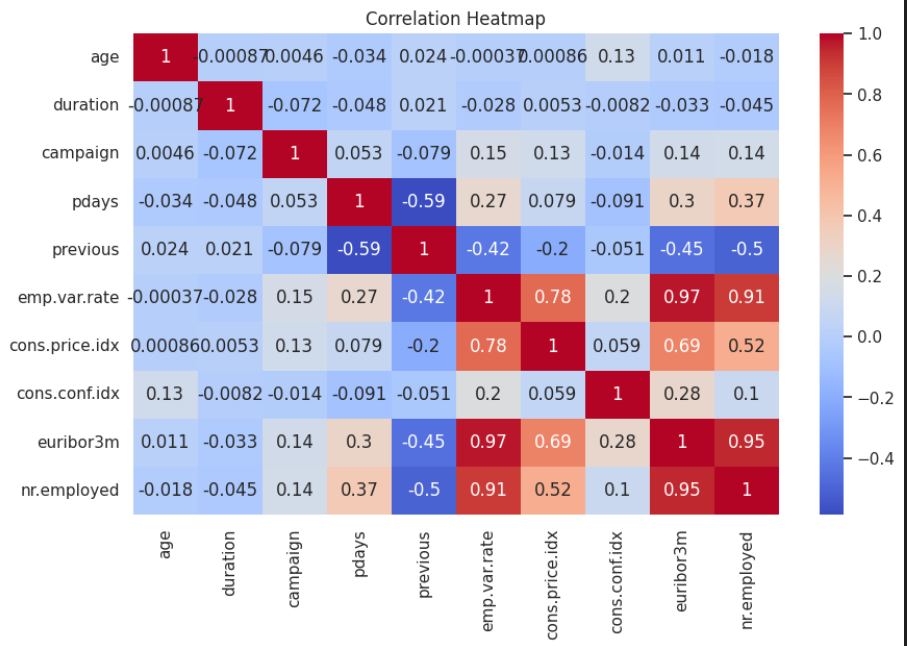 Correlation Heatmap
age 1 -0.00087 0.0046 -0.034 0.024 -0.00037 0.00086 0.13 0.011 -0.018
duration -0.00087 1 -0.072 -0.048 0.021 -0.028 0.0053 -0.0082 -0.033 -0.045
campaign 0.0046 -0.072 1 0.053 -0.079 0.15 0.13 -0.014 0.14 0.14
pdays -0.034 -0.048 0.053 1 -0.59 0.27 0.079 -0.091 0.3 0.37
previous 0.024 0.021 -0.079 -0.59 1 -0.42 -0.2 -0.051 -0.45 -0.5
emp.var.rate -0.00037 -0.028 0.15 0.27 -0.42 1 0.78 0.2 0.97 0.91
cons.price.idx 0.00086 0.0053 0.13 0.079 -0.2 0.78 1 0.059 0.69 0.52
cons.conf.idx 0.13 -0.0082 -0.014 -0.091 -0.051 0.2 0.059 1 0.28 0.1
euribor3m 0.011 -0.033 0.14 0.3 -0.45 0.97 0.69 0.28 1 0.95
nr.employed -0.018 -0.045 0.14 0.37 -0.5 0.91 0.52 0.1 0.95 1
age duration campaign pdays previous emp.var.rate cons.price.idx cons.conf.idx euribor3m nr.employed
1.0
0.8
0.6
0.4
0.2
0.0
−0.2
−0.4